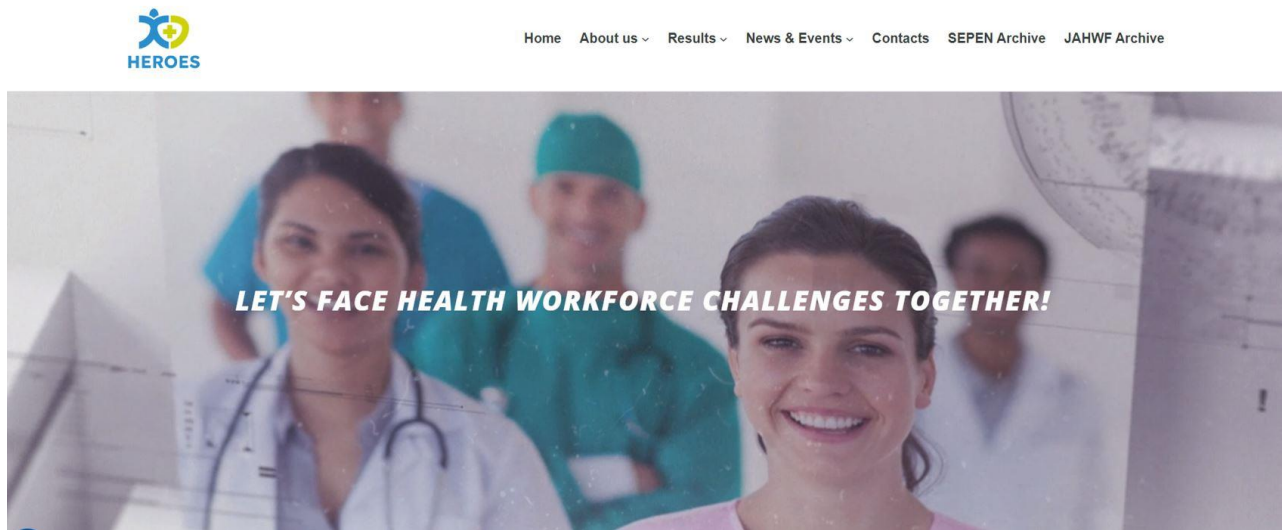 HEROES
Home About us Results News & Events Contacts SEPEN Archive JAHWF Archive
LET'S FACE HEALTH WORKFORCE CHALLENGES TOGETHER!